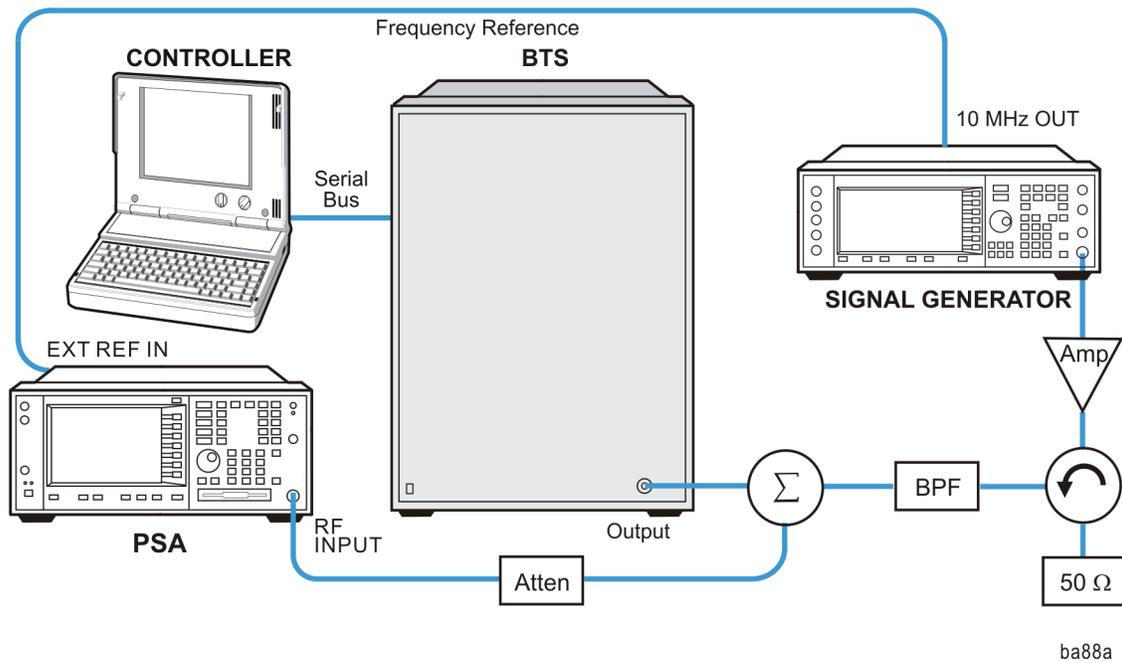 Frequency Reference
CONTROLLER
BTS
10 MHz OUT
Serial
Bus
SIGNAL GENERATOR
EXT REF IN
Amp
Σ
BPF
RF
INPUT
Output
PSA
Atten
50 Ω
ba88a